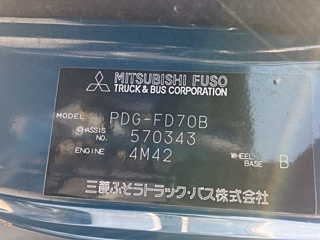 MITSUBISHI FUSO
TRUCK & BUS CORPORATION
MODEL PDG-FD70B
CHASSIS NO. 570343
ENGINE 4M42 WHEEL BASE B
三菱ふそうトラック・バス株式会社